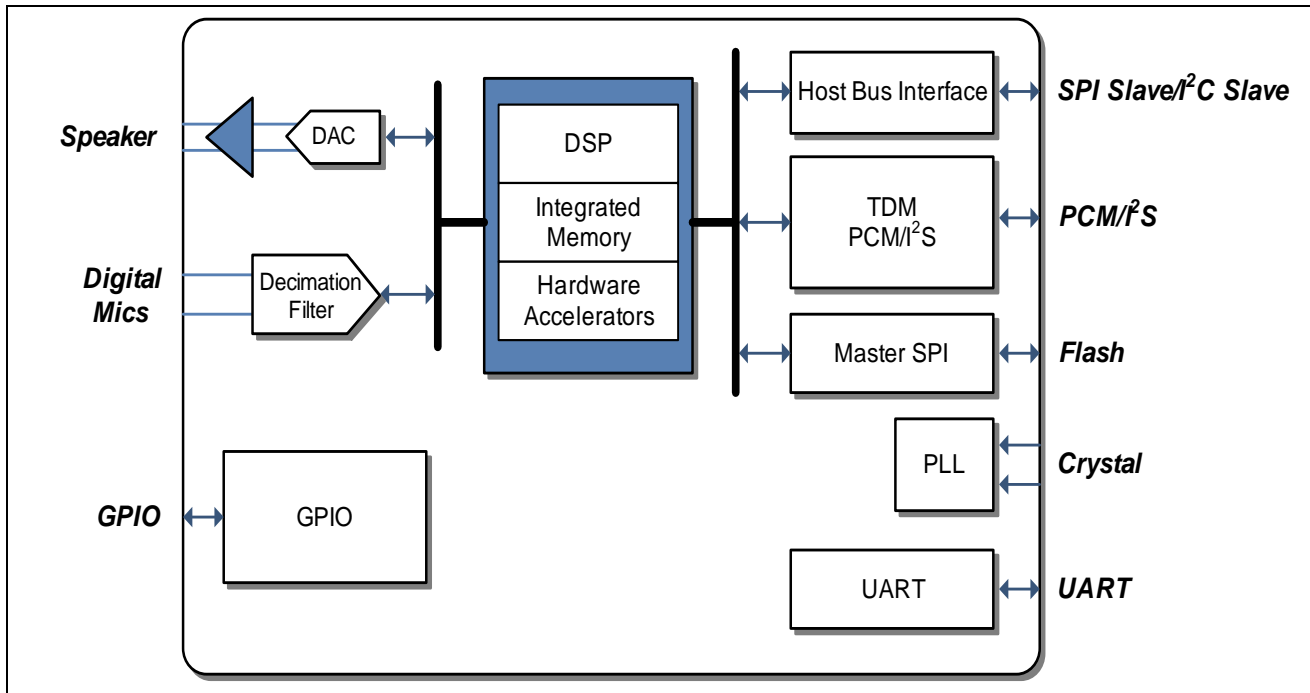 Speaker
DAC
Digital
Mics
Decimation
Filter
GPIO
GPIO
DSP
Integrated
Memory
Hardware
Accelerators
Host Bus Interface
SPI Slave/I²C Slave
TDM
PCM/I²S
PCM/I²S
Master SPI
Flash
PLL
Crystal
UART
UART